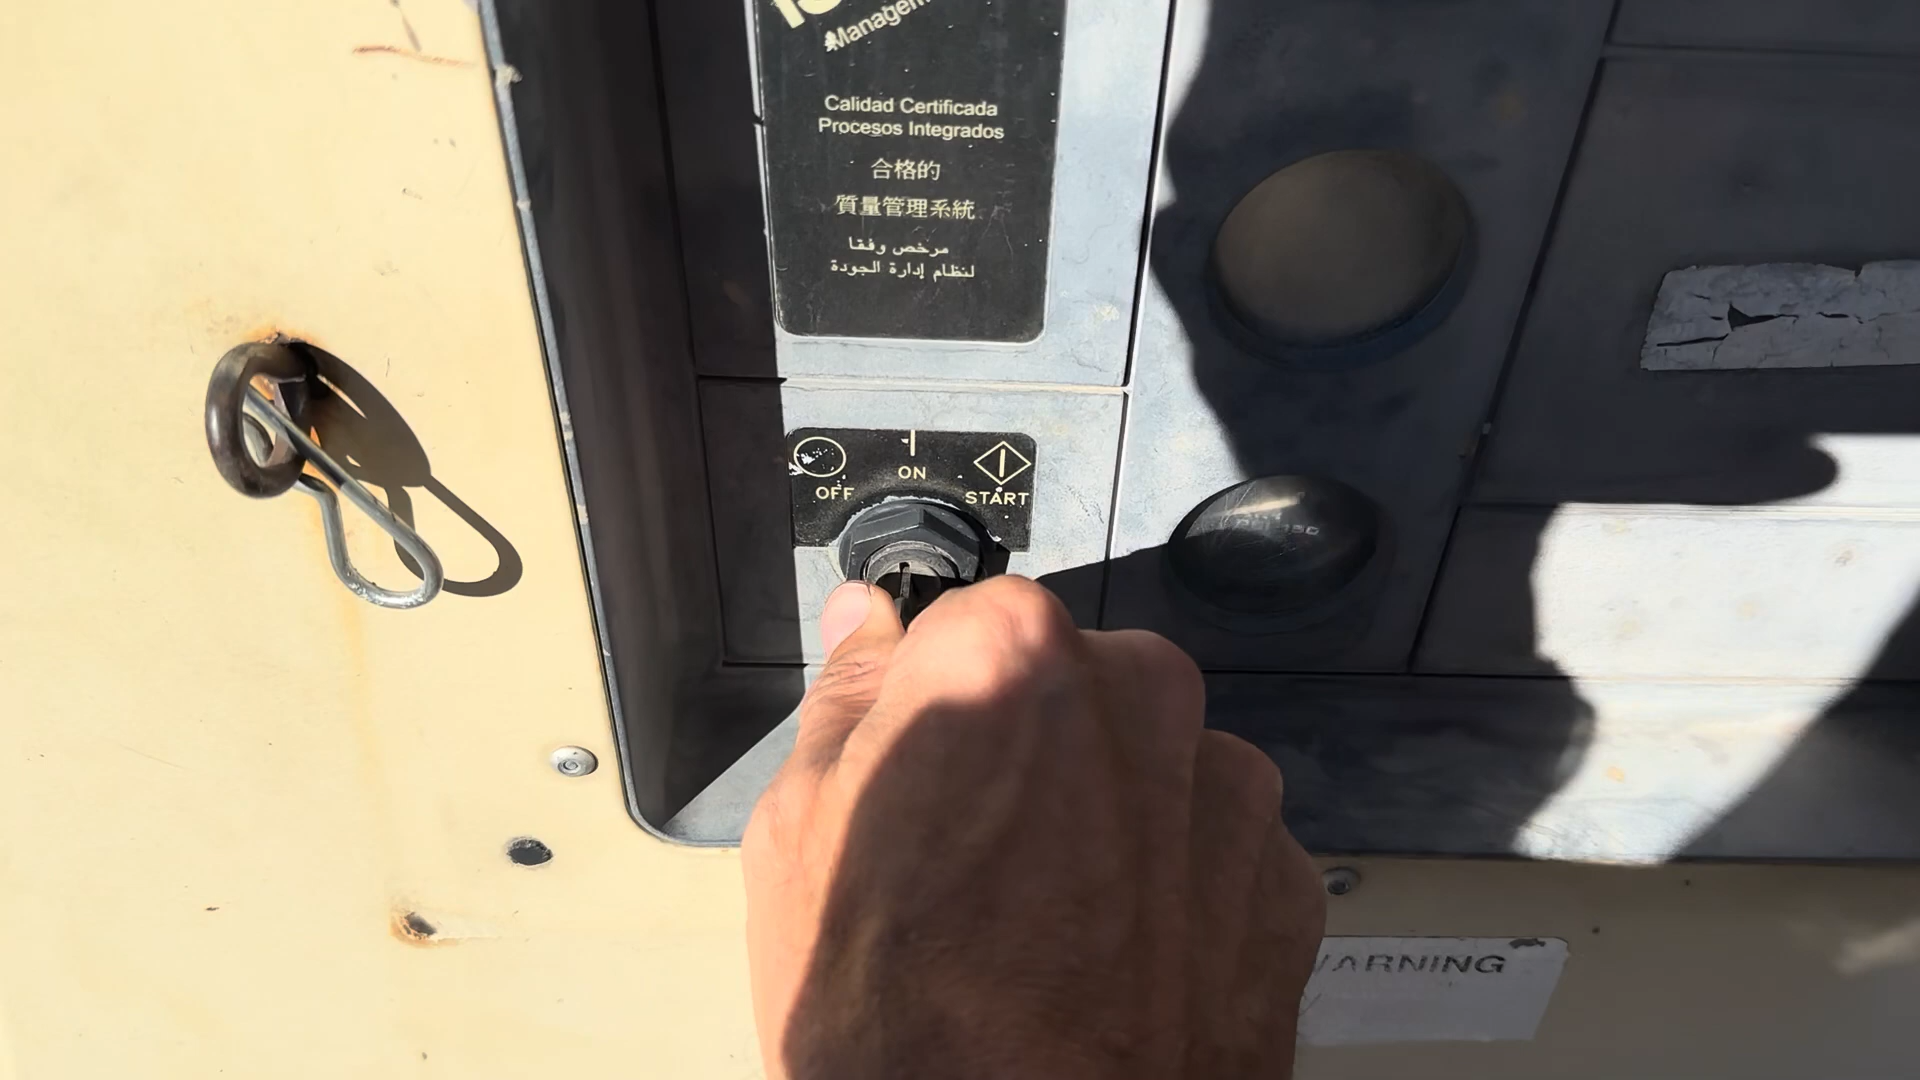 Calidad Certificada
Procesos Integrados
合格的
質量管理系統
مرخص وفقا
لنظام إدارة الجودة
OFF
ON
START
WARNING